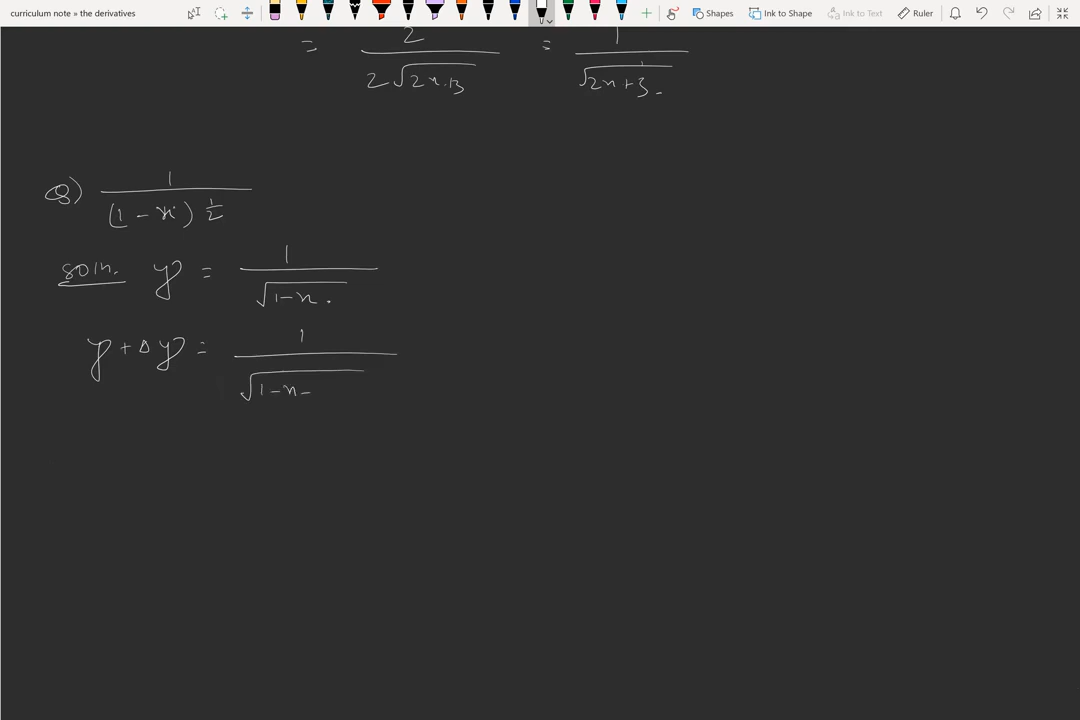 curriculum note » the derivatives
Shapes
Ink to Shape
Ink to Text
Ruler
= 2 / 2√2x+3 = 1 / √2x+3
Q) 1 / (1 - x) 1/2
soln. y = 1 / √1-x.
y + Δy = 1 / √1-x-